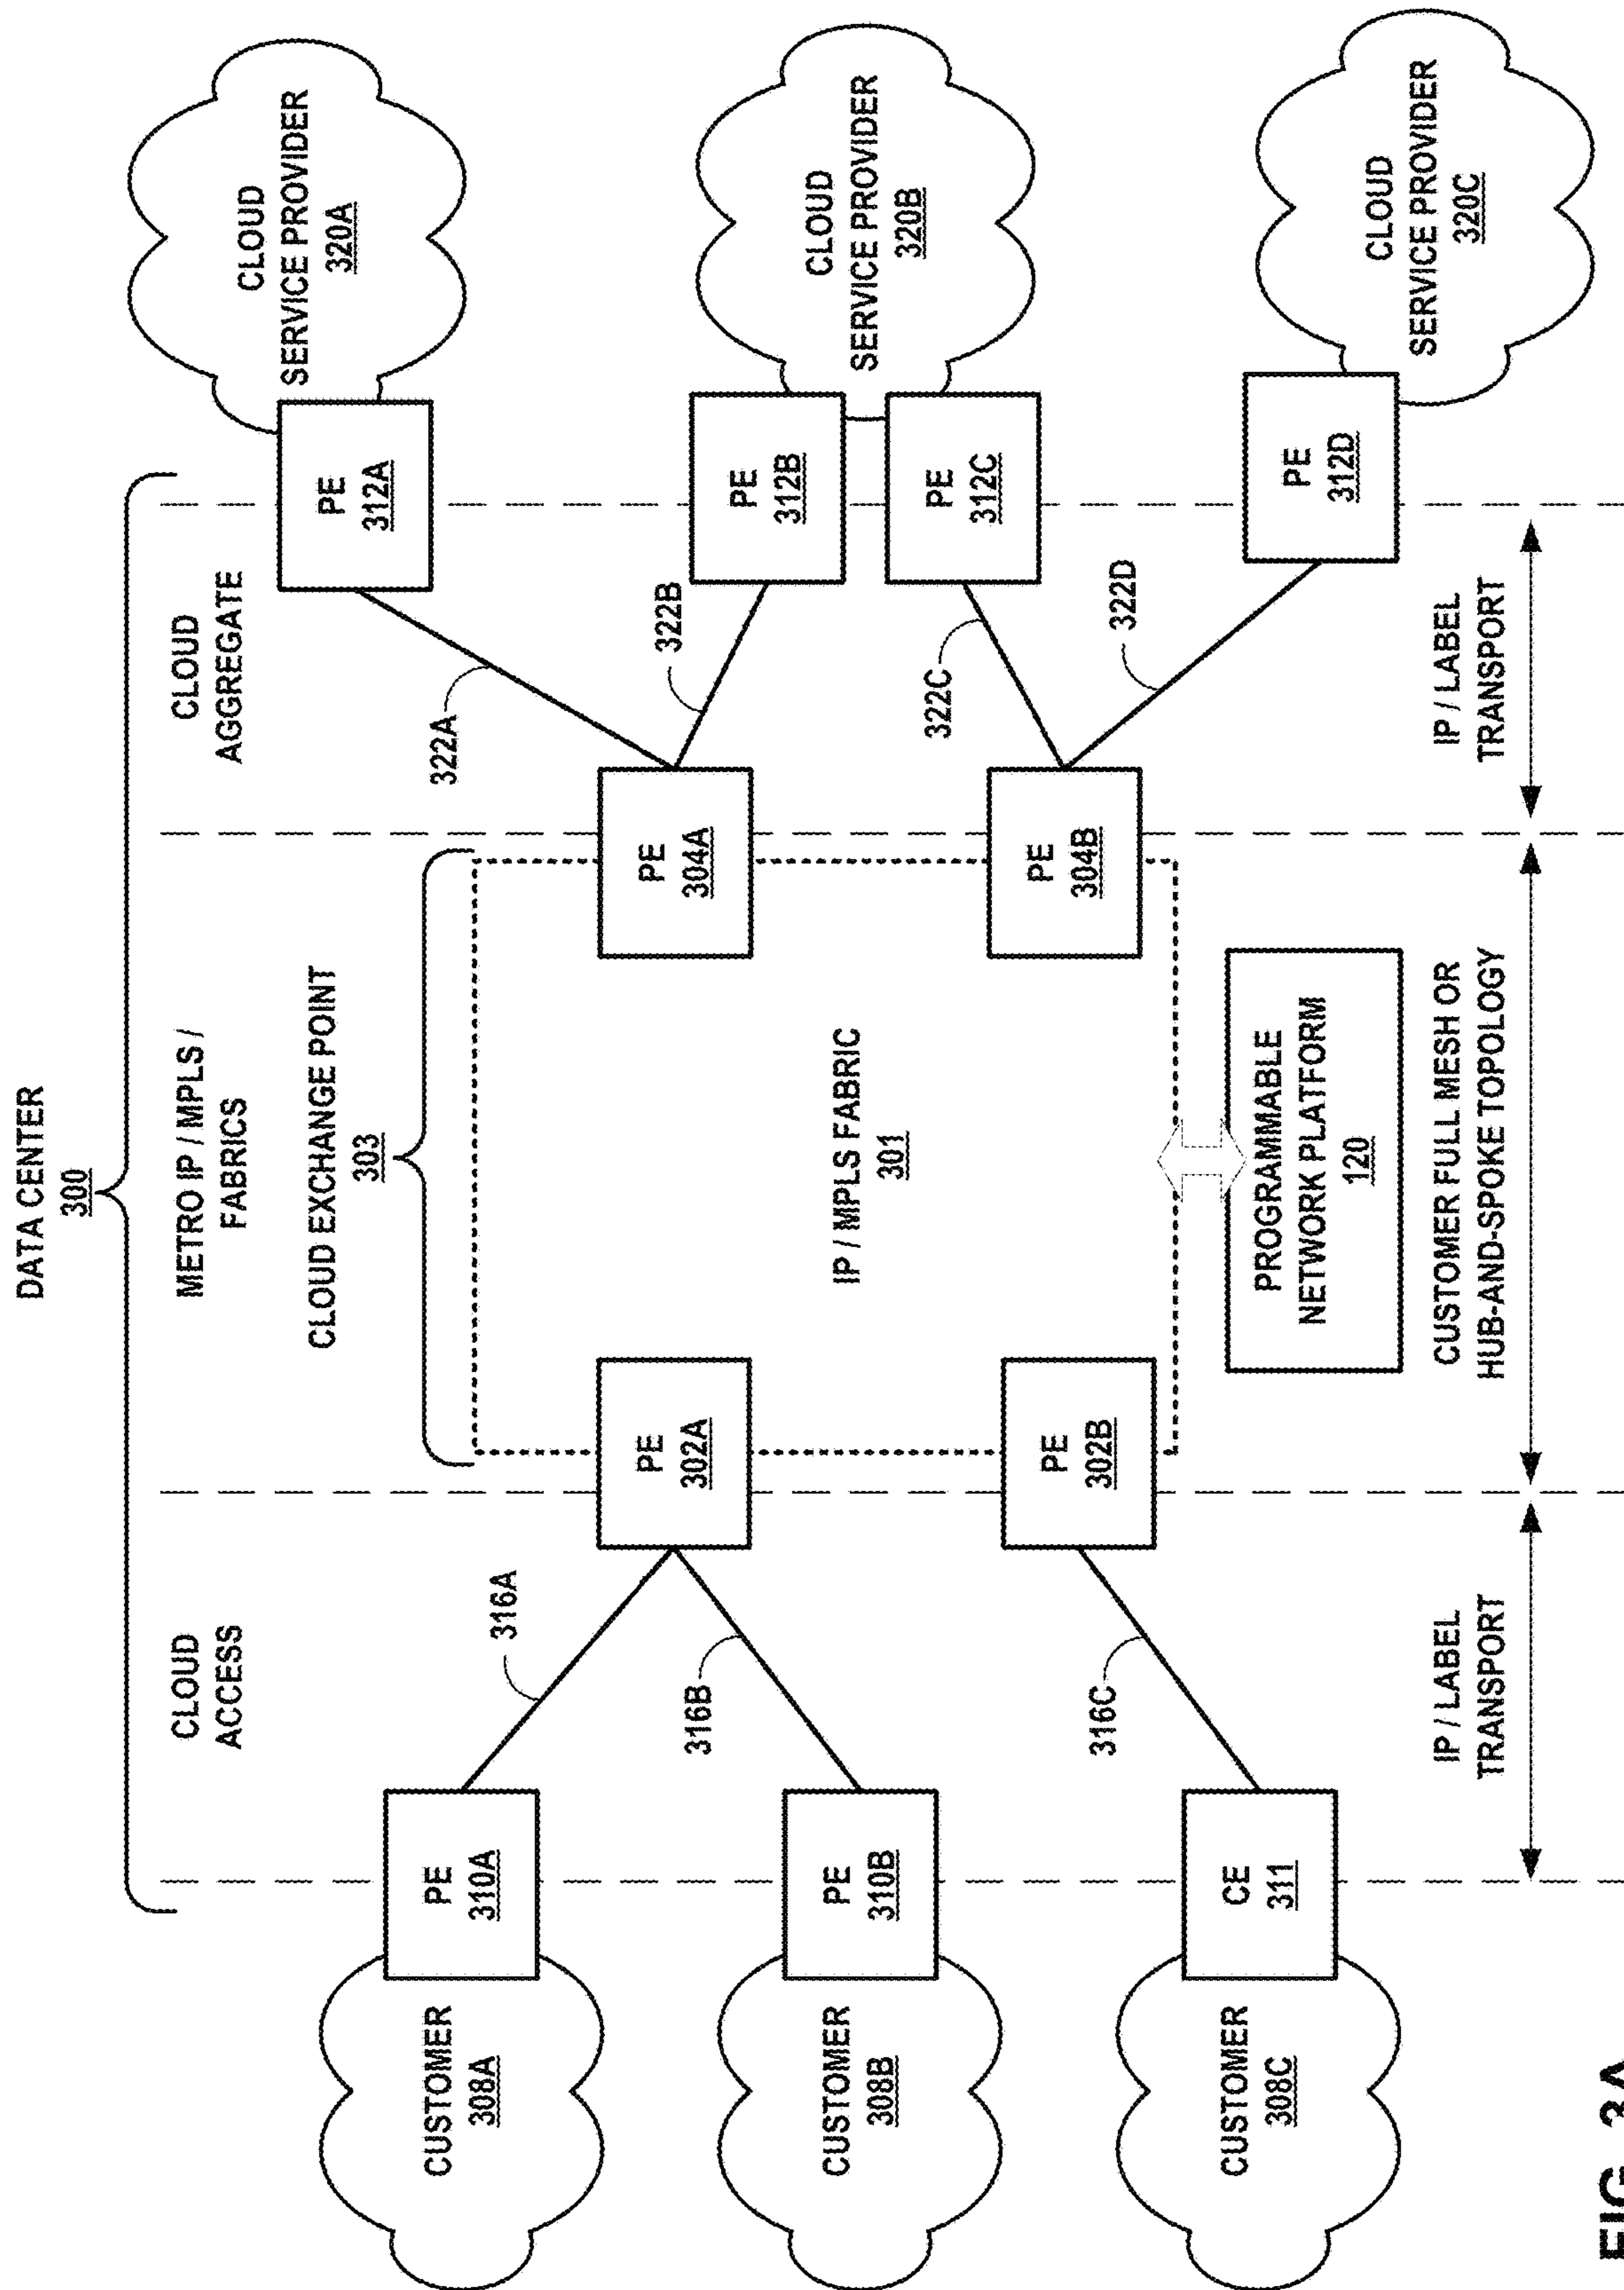 DATA CENTER
300
CLOUD
ACCESS
METRO IP / MPLS /
FABRICS
CLOUD
AGGREGATE
CLOUD EXCHANGE POINT
303
CUSTOMER
308A
PE
310A
316A
PE
302A
PE
304A
322A
PE
312A
CLOUD
SERVICE PROVIDER
320A
CUSTOMER
308B
PE
310B
316B
IP / MPLS FABRIC
301
322B
PE
312B
CLOUD
SERVICE PROVIDER
320B
322C
PE
312C
CUSTOMER
308C
CE
311
316C
PE
302B
PE
304B
322D
PE
312D
CLOUD
SERVICE PROVIDER
320C
PROGRAMMABLE
NETWORK PLATFORM
120
IP / LABEL
TRANSPORT
CUSTOMER FULL MESH OR
HUB-AND-SPOKE TOPOLOGY
IP / LABEL
TRANSPORT
FIG. 3A